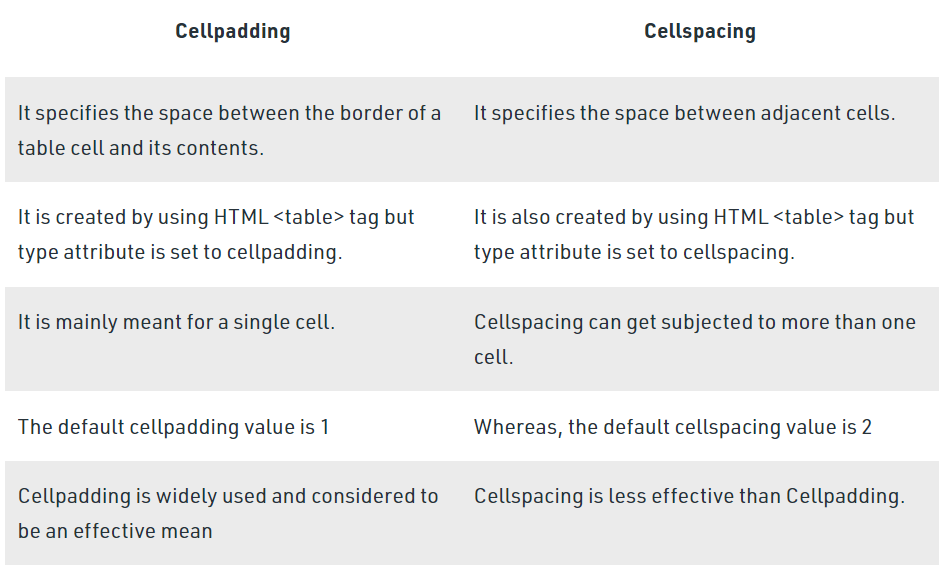 Cellpadding Cellspacing
It specifies the space between the border of a It specifies the space between adjacent cells.
table cell and its contents.
It is created by using HTML <table> tag but It is also created by using HTML <table> tag but
type attribute is set to cellpadding. type attribute is set to cellspacing.
It is mainly meant for a single cell. Cellspacing can get subjected to more than one
cell.
The default cellpadding value is 1 Whereas, the default cellspacing value is 2
Cellpadding is widely used and considered to Cellspacing is less effective than Cellpadding.
be an effective mean